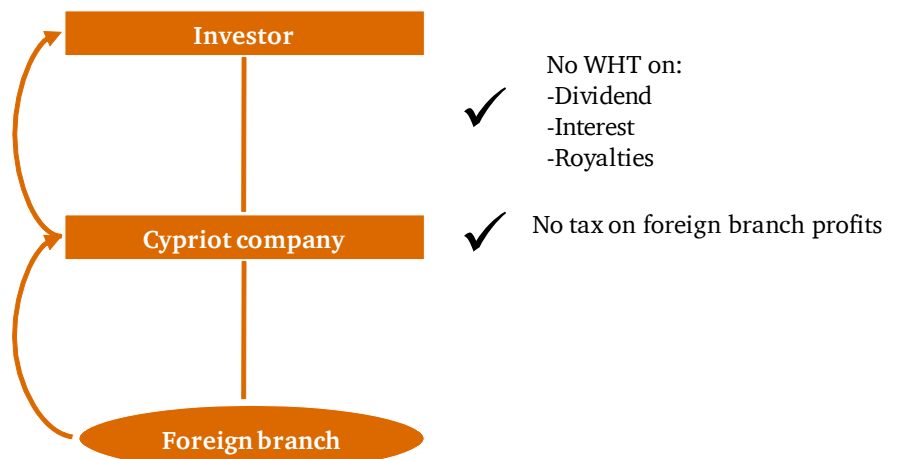 Investor
No WHT on:
-Dividend
-Interest
-Royalties
Cypriot company
No tax on foreign branch profits
Foreign branch